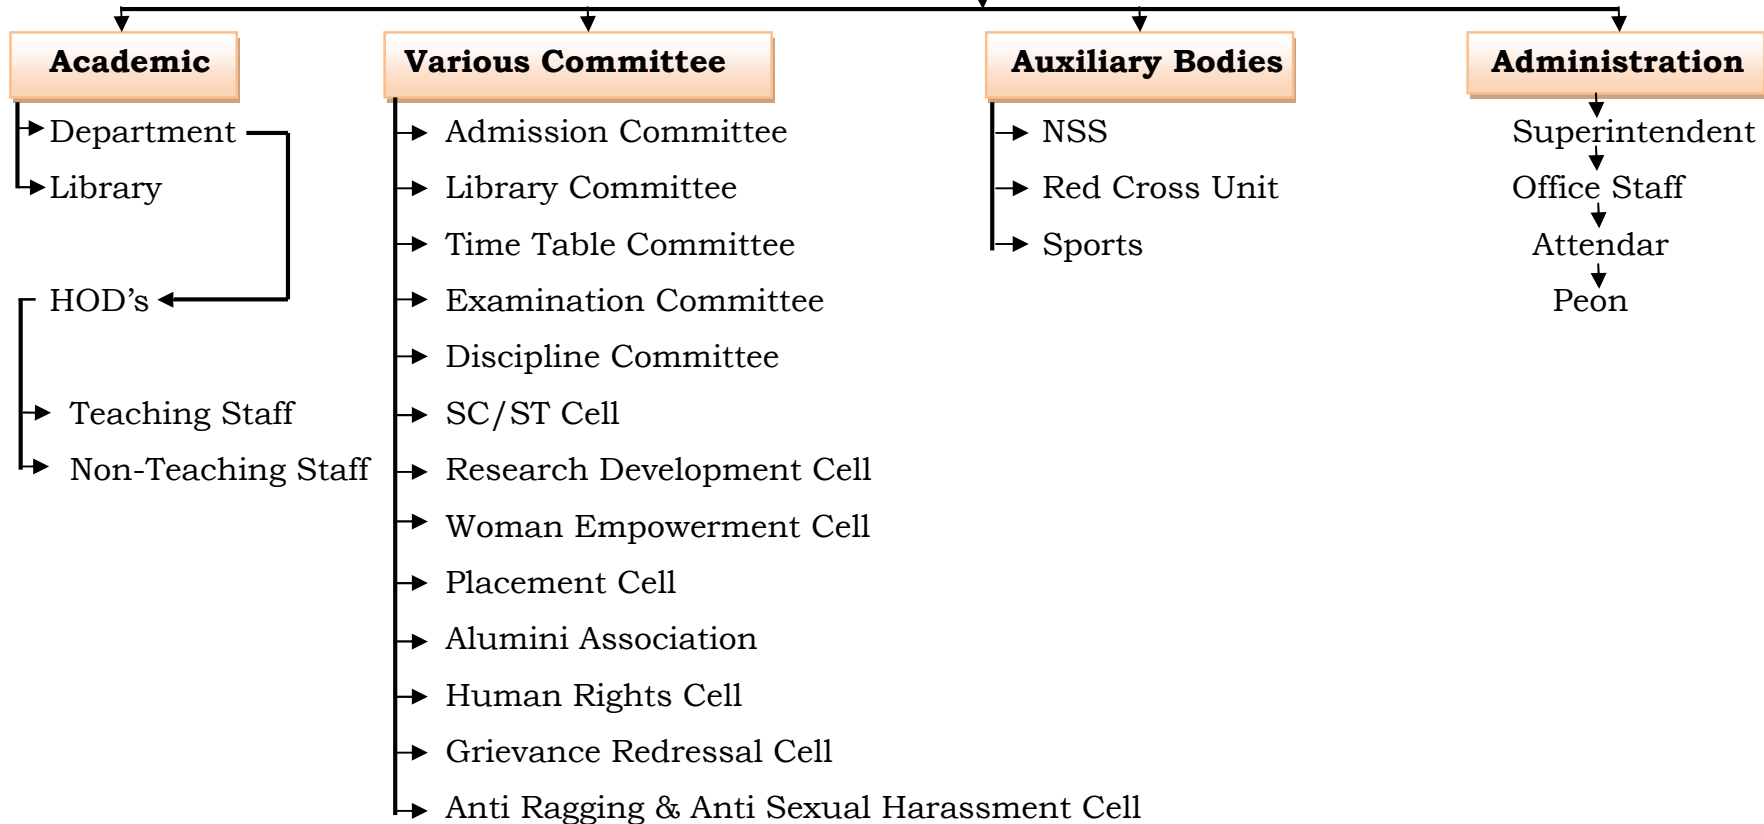 Academic
Department
Library
HOD's
Teaching Staff
Non-Teaching Staff
Various Committee
Admission Committee
Library Committee
Time Table Committee
Examination Committee
Discipline Committee
SC/ST Cell
Research Development Cell
Woman Empowerment Cell
Placement Cell
Alumini Association
Human Rights Cell
Grievance Redressal Cell
Anti Ragging & Anti Sexual Harassment Cell
Auxiliary Bodies
NSS
Red Cross Unit
Sports
Administration
Superintendent
Office Staff
Attendar
Peon